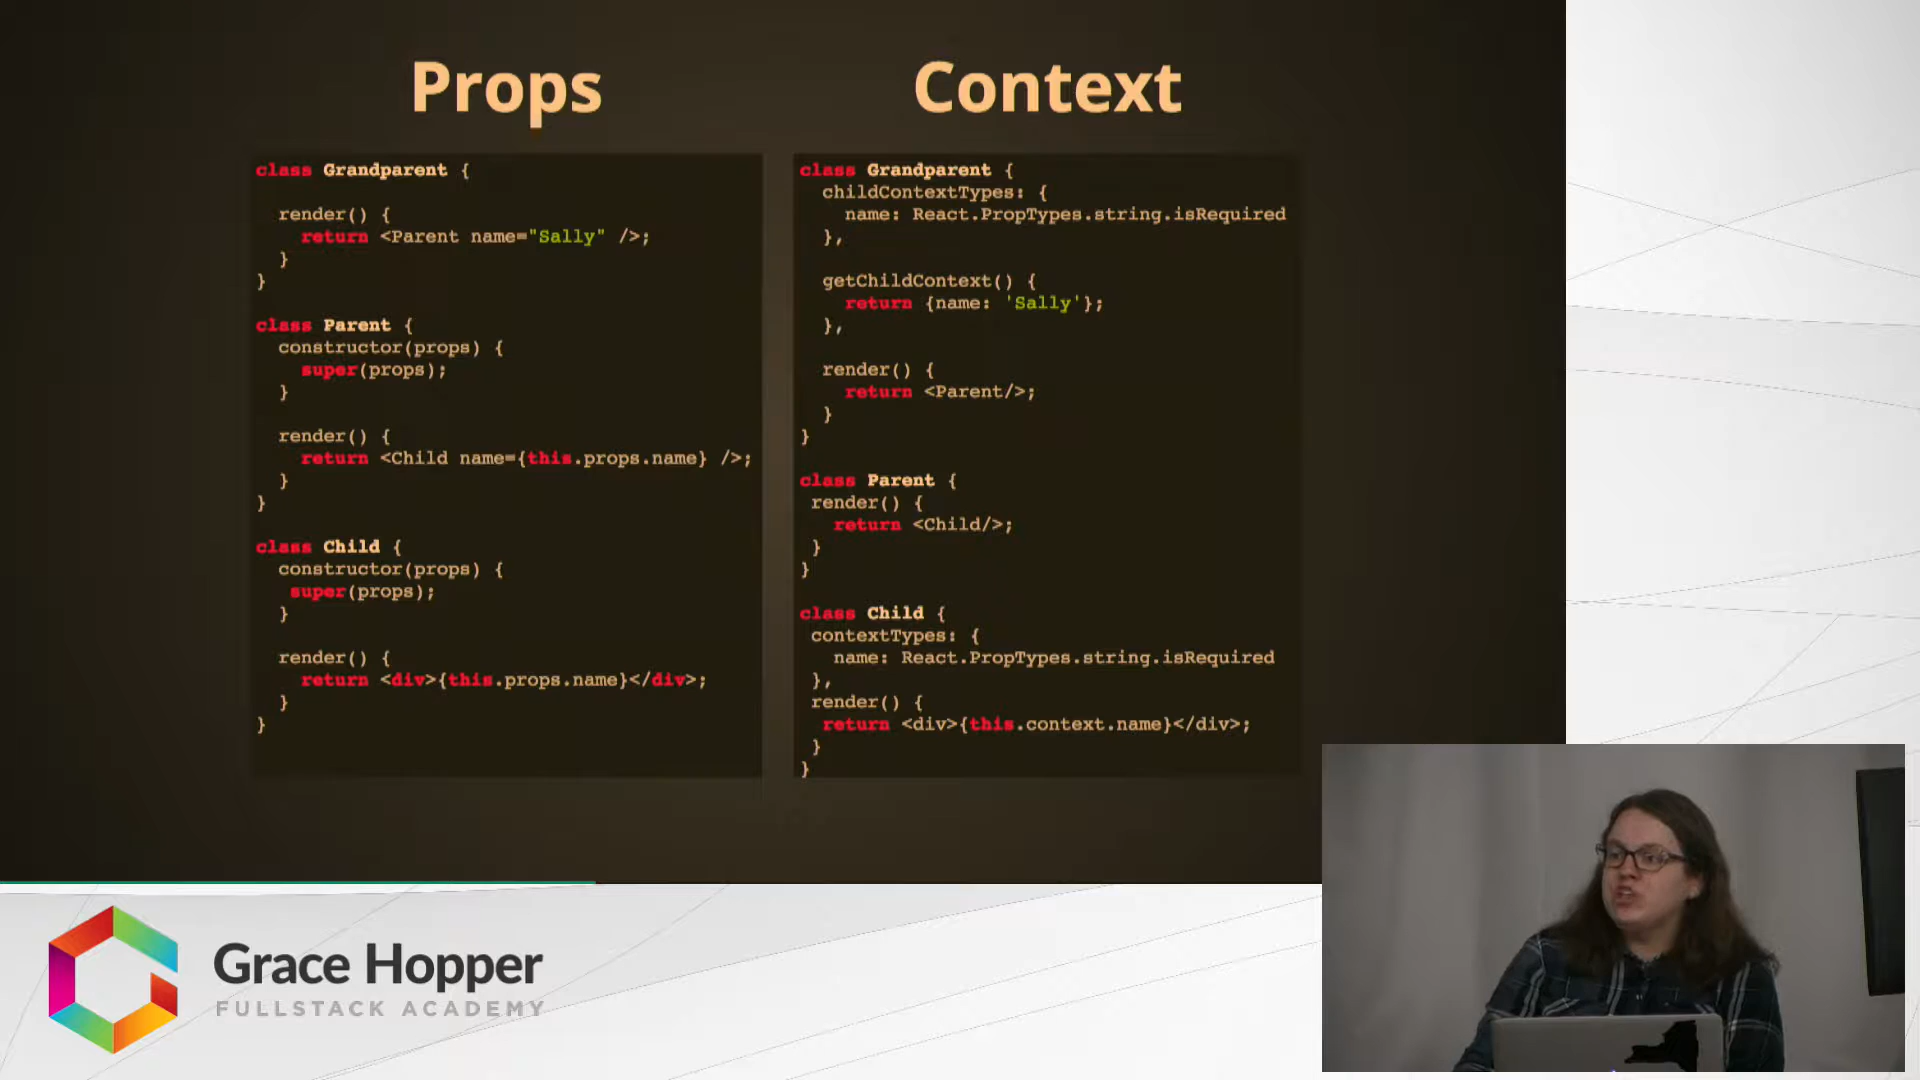 Props
class Grandparent {
render() {
return <Parent name="Sally" />;
}
}
class Parent {
constructor(props) {
super(props);
}
render() {
return <Child name={this.props.name} />;
}
}
class Child {
constructor(props) {
super(props);
}
render() {
return <div>{this.props.name}</div>;
}
}
Context
class Grandparent {
childContextTypes: {
name: React.PropTypes.string.isRequired
},
getChildContext() {
return {name: 'Sally'};
},
render() {
return <Parent/>;
}
}
class Parent {
render() {
return <Child/>;
}
}
class Child {
contextTypes: {
name: React.PropTypes.string.isRequired
},
render() {
return <div>{this.context.name}</div>;
}
}
Grace Hopper
FULLSTACK ACADEMY